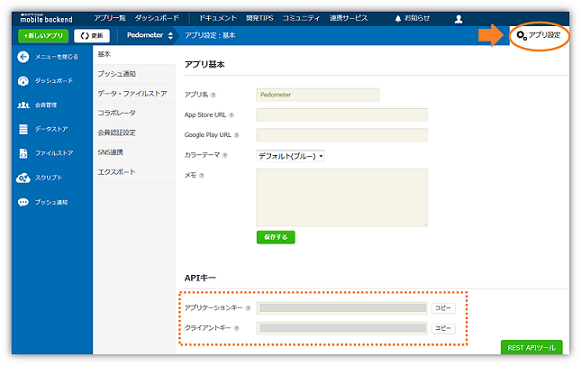 mobile backend
アプリ一覧 ダッシュボード ドキュメント 開発TIPS コミュニティ 連携サービス お知らせ
+新しいアプリ 更新 Pedometer アプリ設定 : 基本 アプリ設定
メニューを閉じる
ダッシュボード
会員管理
データストア
ファイルストア
スクリプト
プッシュ通知
基本
プッシュ通知
データ・ファイルストア
コラボレータ
会員認証設定
SNS連携
エクスポート
アプリ基本
アプリ名 Pedometer
App Store URL
Google Play URL
カラーテーマ デフォルト(ブルー)
メモ
保存する
APIキー
アプリケーションキー コピー
クライアントキー コピー
REST APIツール